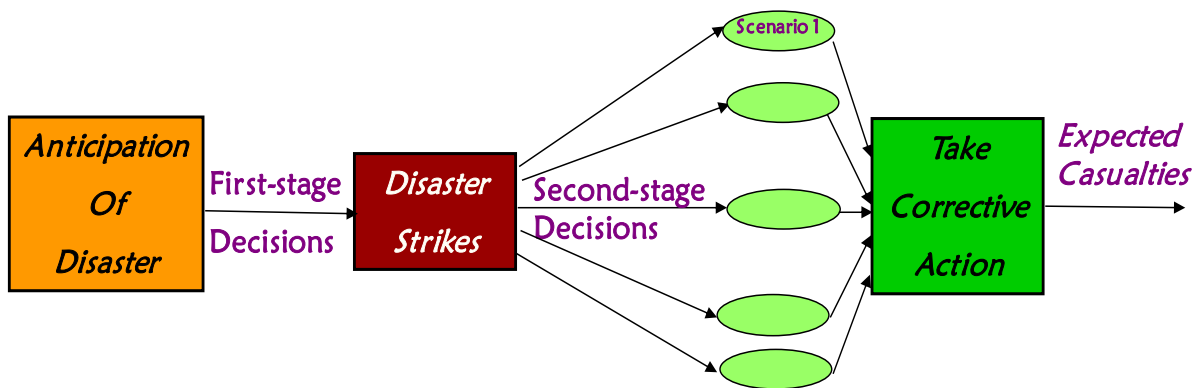 Anticipation
Of
Disaster
First-stage
Decisions
Disaster
Strikes
Second-stage
Decisions
Scenario 1
Take
Corrective
Action
Expected
Casualties